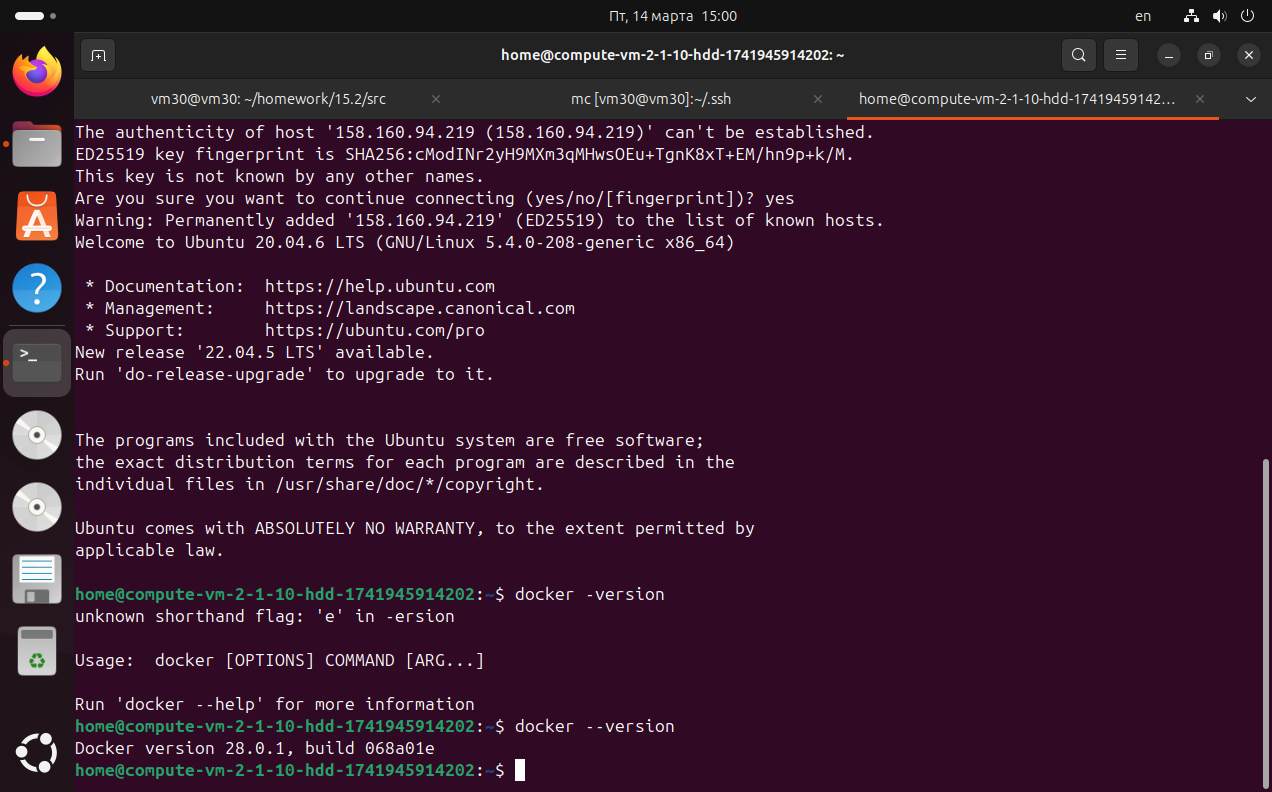 Пт, 14 марта 15:00
en
home@compute-vm-2-1-10-hdd-1741945914202: ~
vm30@vm30: ~/homework/15.2/src
mc [vm30@vm30]:~/.ssh
home@compute-vm-2-1-10-hdd-17419459142…
The authenticity of host '158.160.94.219 (158.160.94.219)' can't be established.
ED25519 key fingerprint is SHA256:cModINr2yH9MXm3qMHwsOEu+TgnK8xT+EM/hn9p+k/M.
This key is not known by any other names.
Are you sure you want to continue connecting (yes/no/[fingerprint])? yes
Warning: Permanently added '158.160.94.219' (ED25519) to the list of known hosts.
Welcome to Ubuntu 20.04.6 LTS (GNU/Linux 5.4.0-208-generic x86_64)
* Documentation:  https://help.ubuntu.com
* Management:     https://landscape.canonical.com
* Support:        https://ubuntu.com/pro
New release '22.04.5 LTS' available.
Run 'do-release-upgrade' to upgrade to it.
The programs included with the Ubuntu system are free software;
the exact distribution terms for each program are described in the
individual files in /usr/share/doc/*/copyright.
Ubuntu comes with ABSOLUTELY NO WARRANTY, to the extent permitted by
applicable law.
home@compute-vm-2-1-10-hdd-1741945914202:~$ docker -version
unknown shorthand flag: 'e' in -ersion
Usage:  docker [OPTIONS] COMMAND [ARG...]
Run 'docker --help' for more information
home@compute-vm-2-1-10-hdd-1741945914202:~$ docker --version
Docker version 28.0.1, build 068a01e
home@compute-vm-2-1-10-hdd-1741945914202:~$